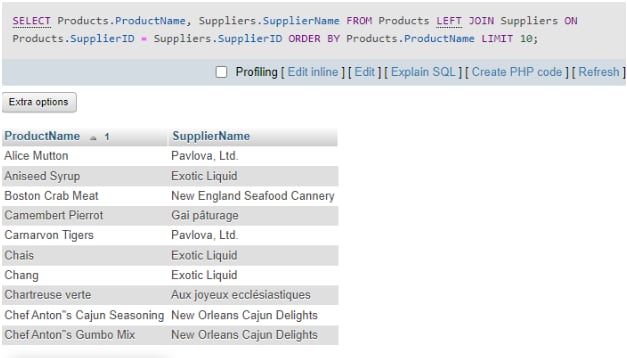 SELECT Products.ProductName, Suppliers.SupplierName FROM Products LEFT JOIN Suppliers ON
Products.SupplierID = Suppliers.SupplierID ORDER BY Products.ProductName LIMIT 10;
Profiling [ Edit inline ] [ Edit ] [ Explain SQL ] [ Create PHP code ] [ Refresh ]
Extra options
ProductName 1 SupplierName
Alice Mutton Pavlova, Ltd.
Aniseed Syrup Exotic Liquid
Boston Crab Meat New England Seafood Cannery
Camembert Pierrot Gai pâturage
Carnarvon Tigers Pavlova, Ltd.
Chais Exotic Liquid
Chang Exotic Liquid
Chartreuse verte Aux joyeux ecclésiastiques
Chef Anton"s Cajun Seasoning New Orleans Cajun Delights
Chef Anton"s Gumbo Mix New Orleans Cajun Delights